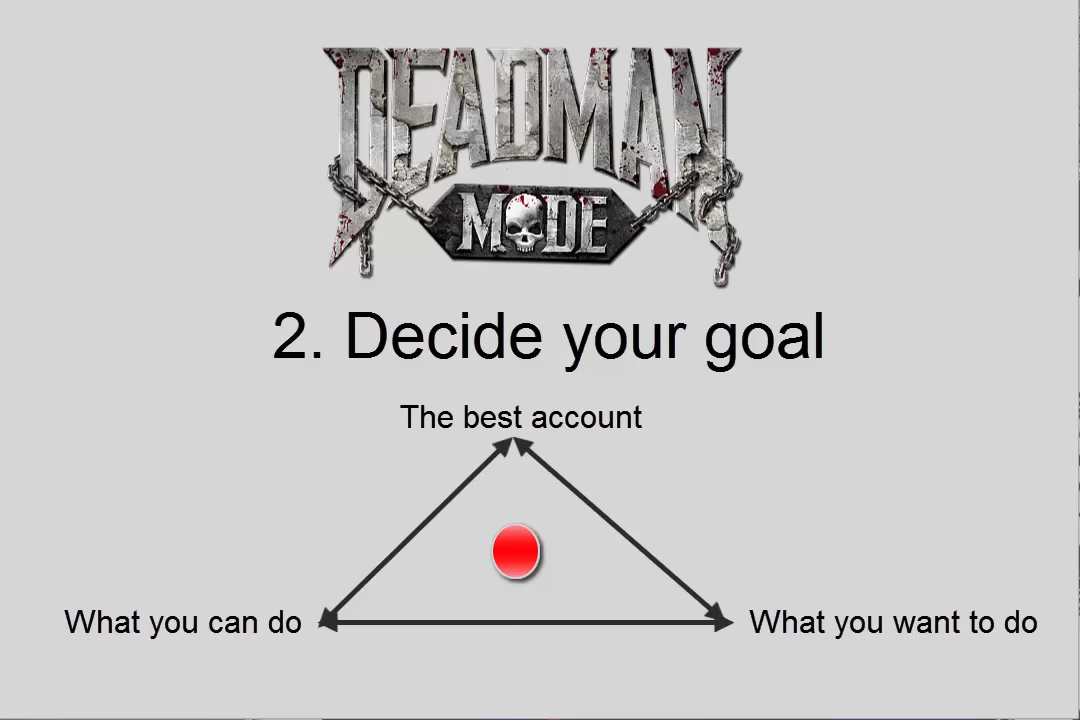 DEADMAN
MODE
2. Decide your goal
The best account
What you can do
What you want to do